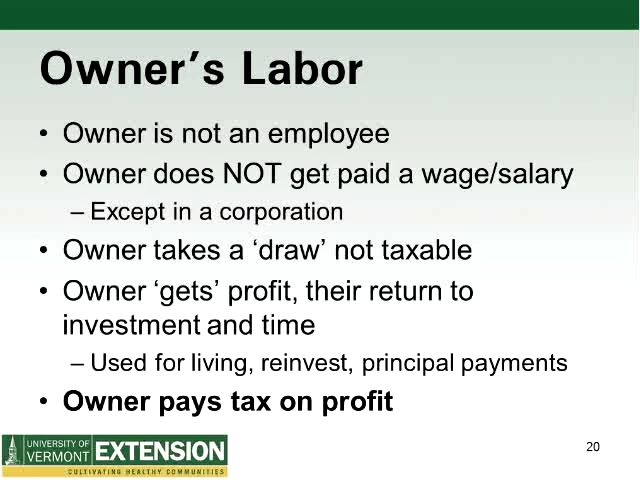 Owner’s Labor
• Owner is not an employee
• Owner does NOT get paid a wage/salary
– Except in a corporation
• Owner takes a ‘draw’ not taxable
• Owner ‘gets’ profit, their return to
investment and time
– Used for living, reinvest, principal payments
• Owner pays tax on profit
UNIVERSITY OF
VERMONT
EXTENSION
CULTIVATING HEALTHY COMMUNITIES
20